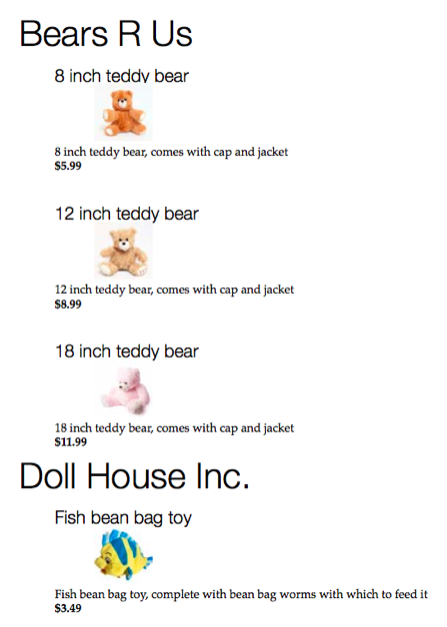 Bears R Us
8 inch teddy bear
8 inch teddy bear, comes with cap and jacket
$5.99
12 inch teddy bear
12 inch teddy bear, comes with cap and jacket
$8.99
18 inch teddy bear
18 inch teddy bear, comes with cap and jacket
$11.99
Doll House Inc.
Fish bean bag toy
Fish bean bag toy, complete with bean bag worms with which to feed it
$3.49